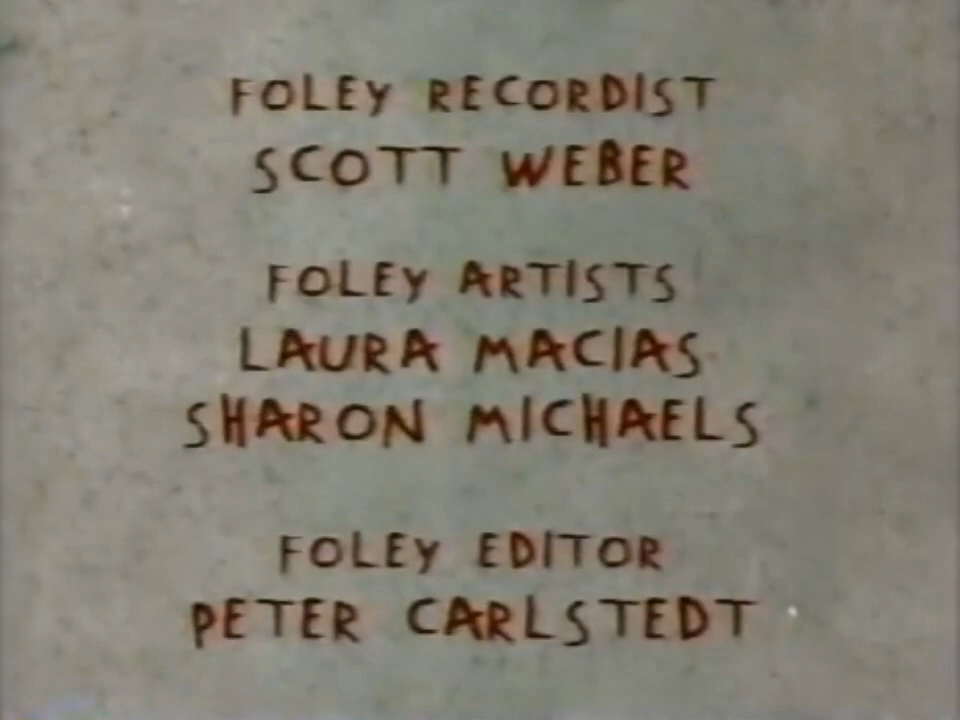 FOLEY RECORDIST
SCOTT WEBER
FOLEY ARTISTS
LAURA MACIAS
SHARON MICHAELS
FOLEY EDITOR
PETER CARLSTEDT